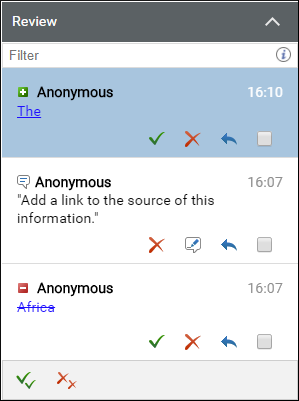 Review
Filter
Anonymous 16:10
The
Anonymous 16:07
"Add a link to the source of this
information."
Anonymous 16:07
Africa